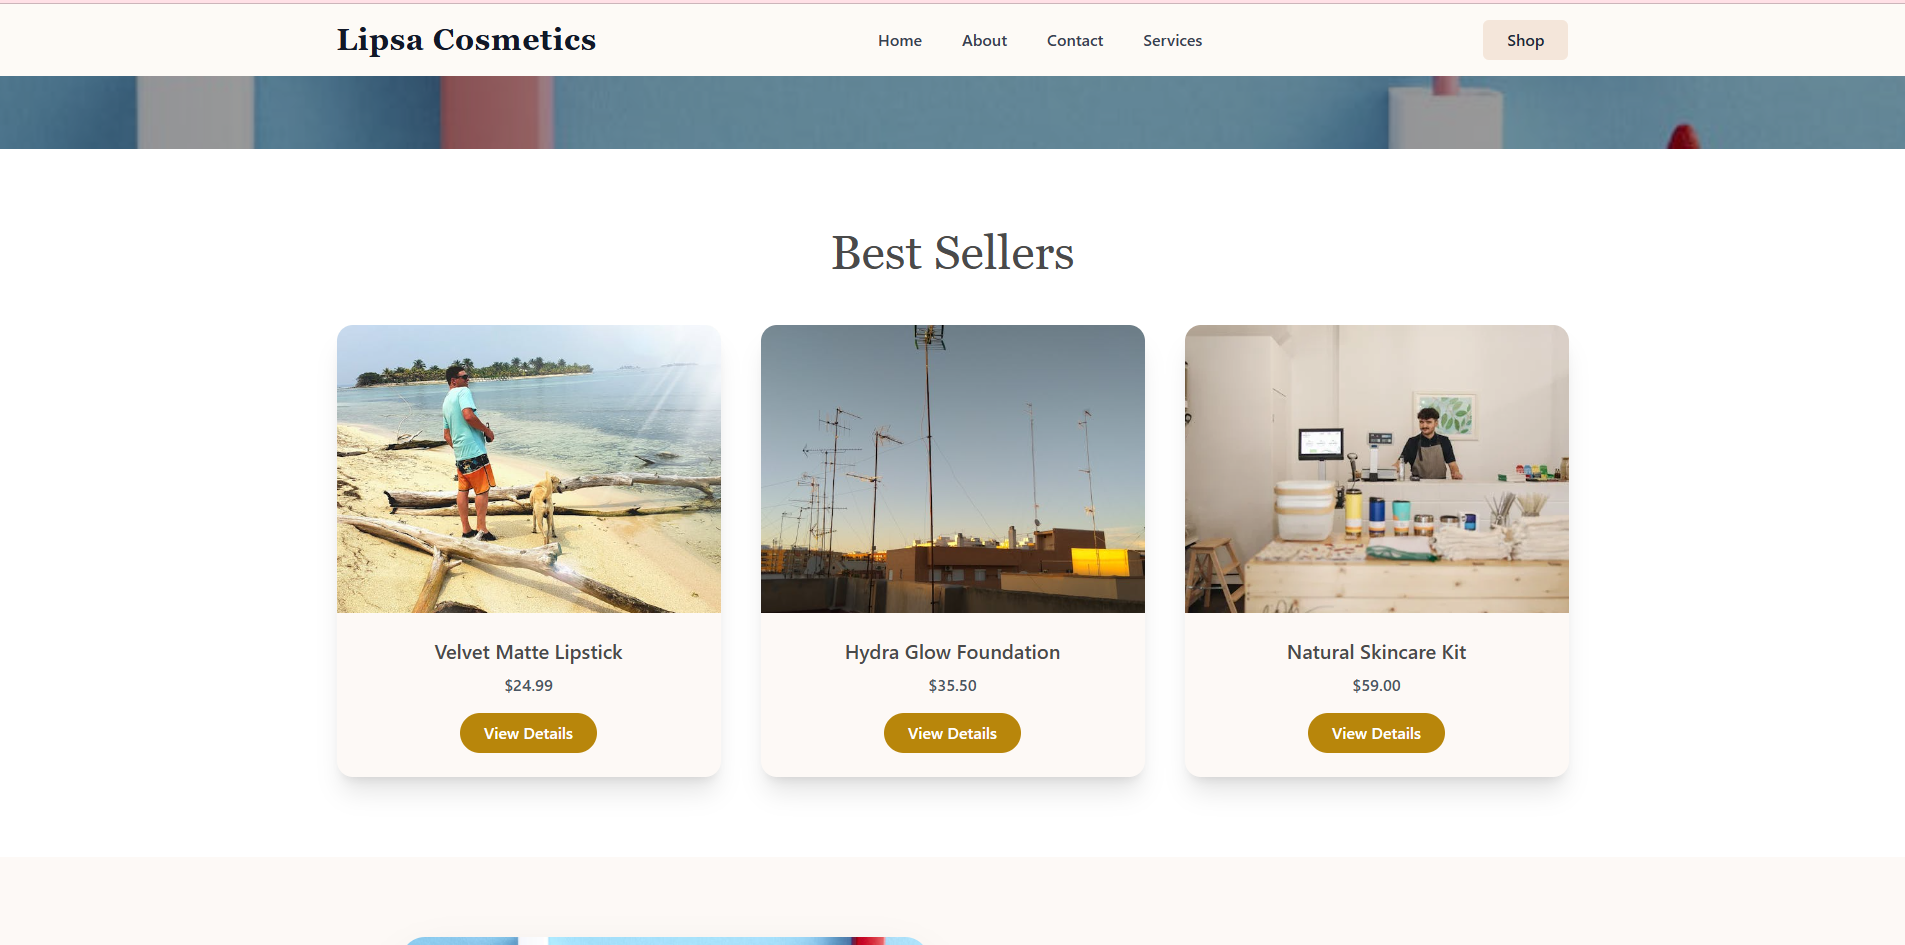 Lipsa Cosmetics
Home About Contact Services
Shop
Best Sellers
Velvet Matte Lipstick
$24.99
View Details
Hydra Glow Foundation
$35.50
View Details
Natural Skincare Kit
$59.00
View Details